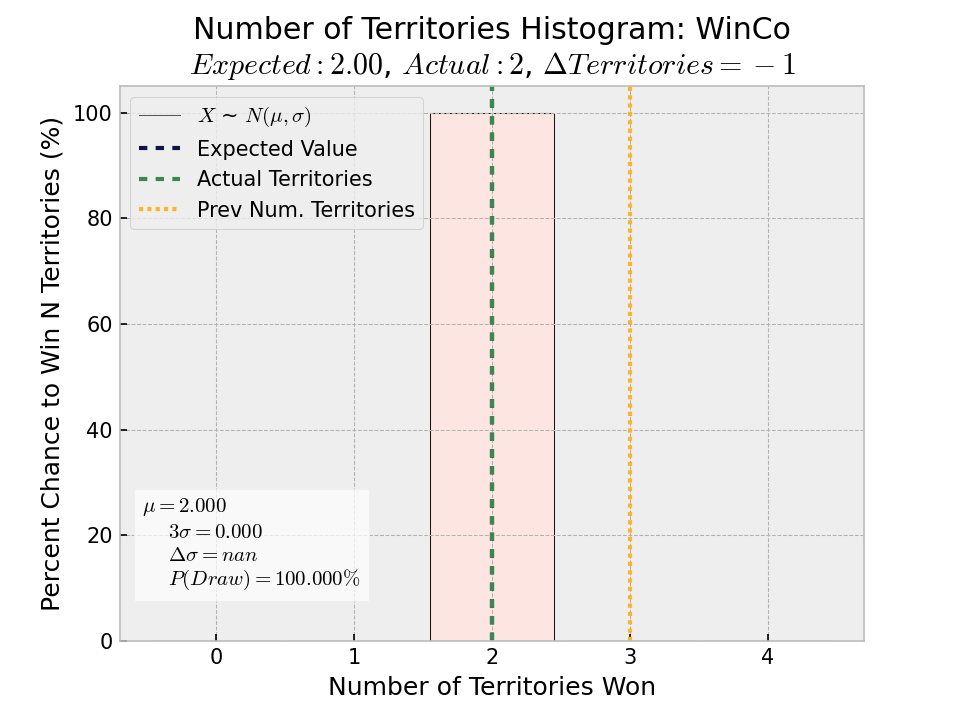 Number of Territories Histogram: WinCo
Expected : 2.00, Actual : 2, ΔTerritories = −1
Percent Chance to Win N Territories (%)
100
80
60
40
20
0
X ~ N(μ, σ)
Expected Value
Actual Territories
Prev Num. Territories
μ = 2.000
3σ = 0.000
Δσ = nan
P(Draw) = 100.000%
0 1 2 3 4
Number of Territories Won